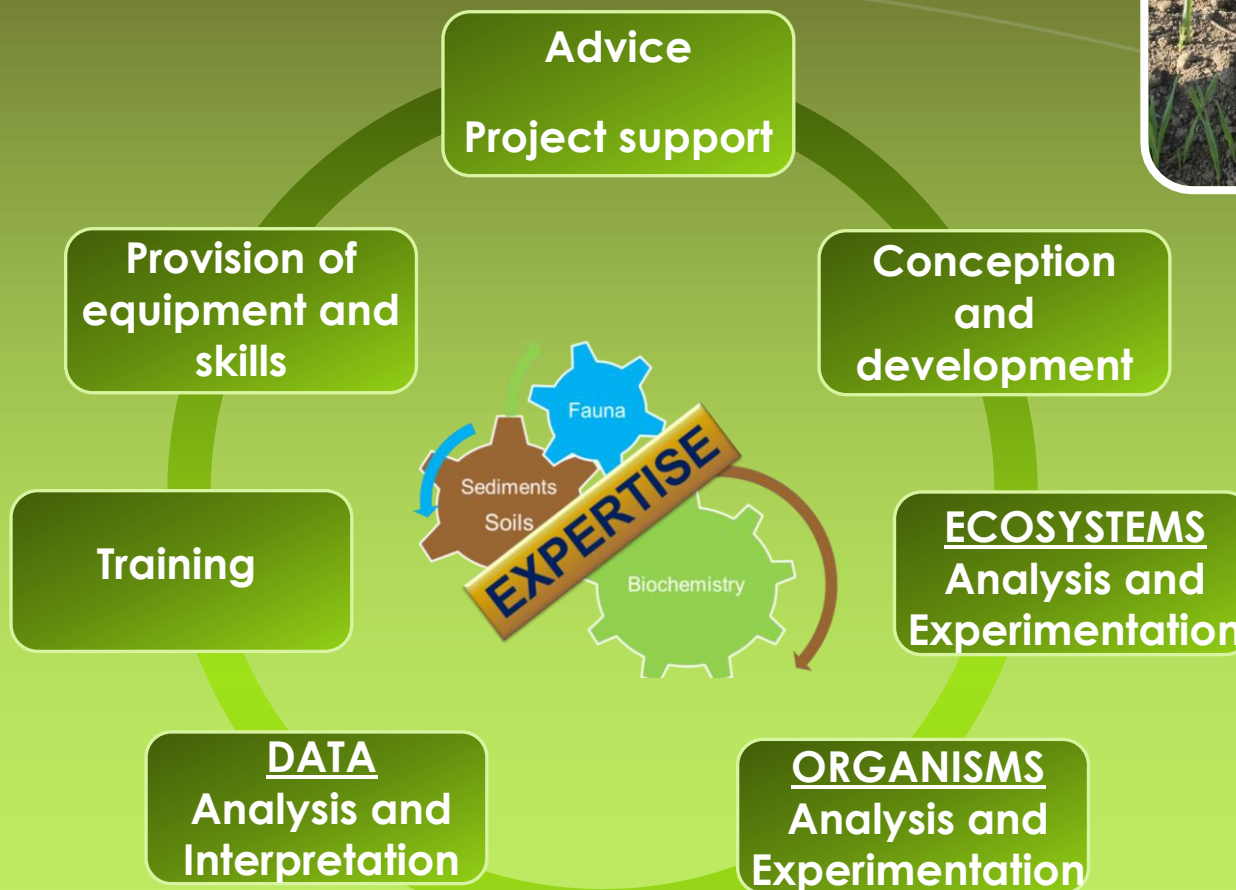 Advice
Project support
Provision of
equipment and
skills
Conception
and
development
Fauna
Sediments
Soils
EXPERTISE
Biochemistry
Training
ECOSYSTEMS
Analysis and
Experimentation
DATA
Analysis and
Interpretation
ORGANISMS
Analysis and
Experimentation